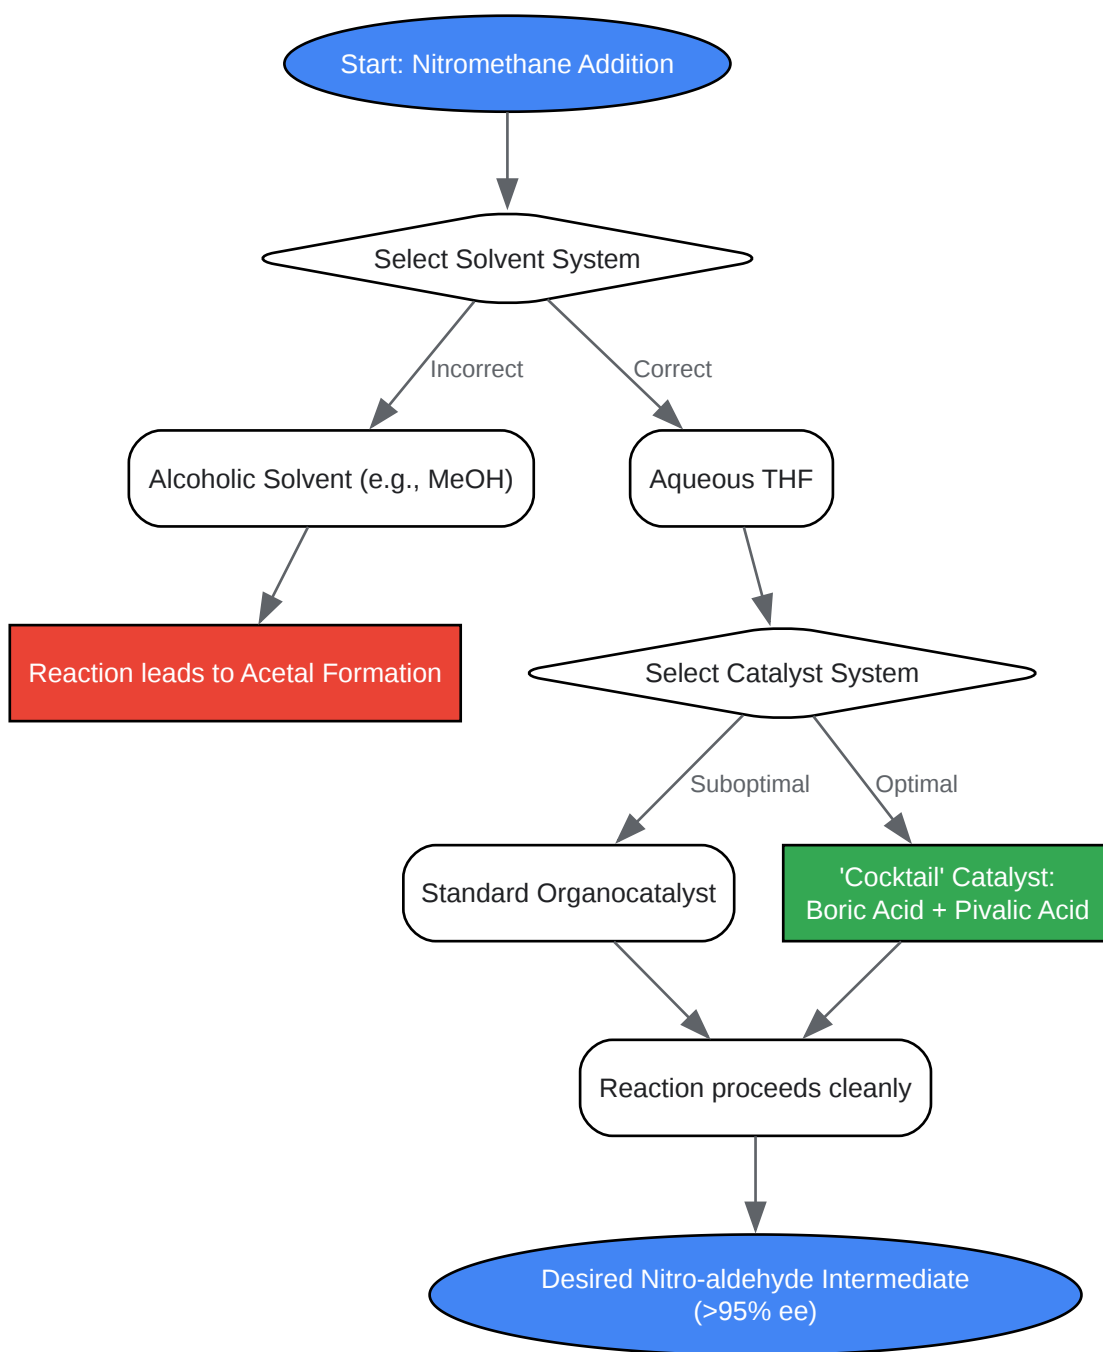 Start: Nitromethane Addition
Select Solvent System
Incorrect
Correct
Alcoholic Solvent (e.g., MeOH)
Aqueous THF
Reaction leads to Acetal Formation
Select Catalyst System
Suboptimal
Optimal
Standard Organocatalyst
'Cocktail' Catalyst:
Boric Acid + Pivalic Acid
Reaction proceeds cleanly
Desired Nitro-aldehyde Intermediate
(>95% ee)